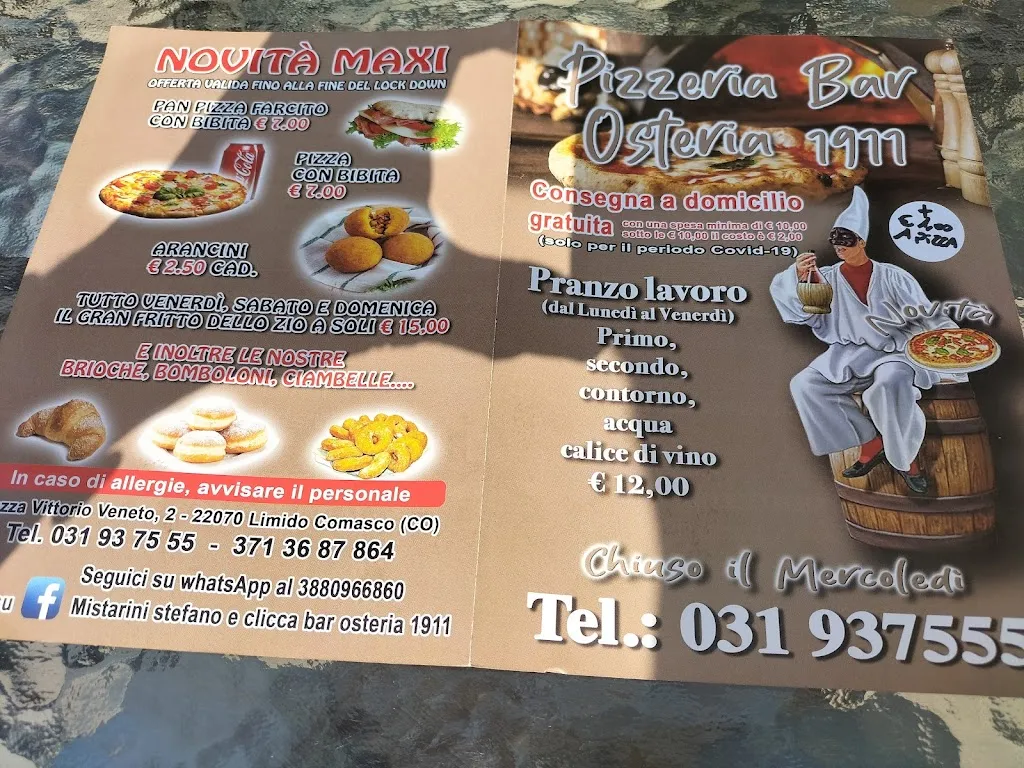 NOVITÀ MAXI
OFFERTA VALIDA FINO ALLA FINE DEL LOCK DOWN
PAN PIZZA FARCITO
CON BIBITA € 7.00
PIZZA
CON BIBITA
€ 7.00
ARANCINI
€ 2.50 CAD.
TUTTO VENERDÌ, SABATO E DOMENICA
IL GRAN FRITTO DELLO ZIO A SOLI € 15,00
E INOLTRE LE NOSTRE
BRIOCHE, BOMBOLONI, CIAMBELLE....
In caso di allergie, avvisare il personale
zza Vittorio Veneto, 2 - 22070 Limido Comasco (CO)
Tel. 031 93 75 55 - 371 36 87 864
Seguici su whatsApp al 3880966860
su f Mistarini stefano e clicca bar osteria 1911
Pizzeria Bar
Osteria 1911
Consegna a domicilio
gratuita con una spesa minima di € 10,00
sotto le € 10,00 il costo è € 2,00
(solo per il periodo Covid-19)
+
€ 1,00
A PIZZA
Pranzo lavoro
(dal Lunedì al Venerdì)
Primo,
secondo,
contorno,
acqua
calice di vino
€ 12,00
Novità
Chiuso il Mercoledì
Tel.: 031 937555